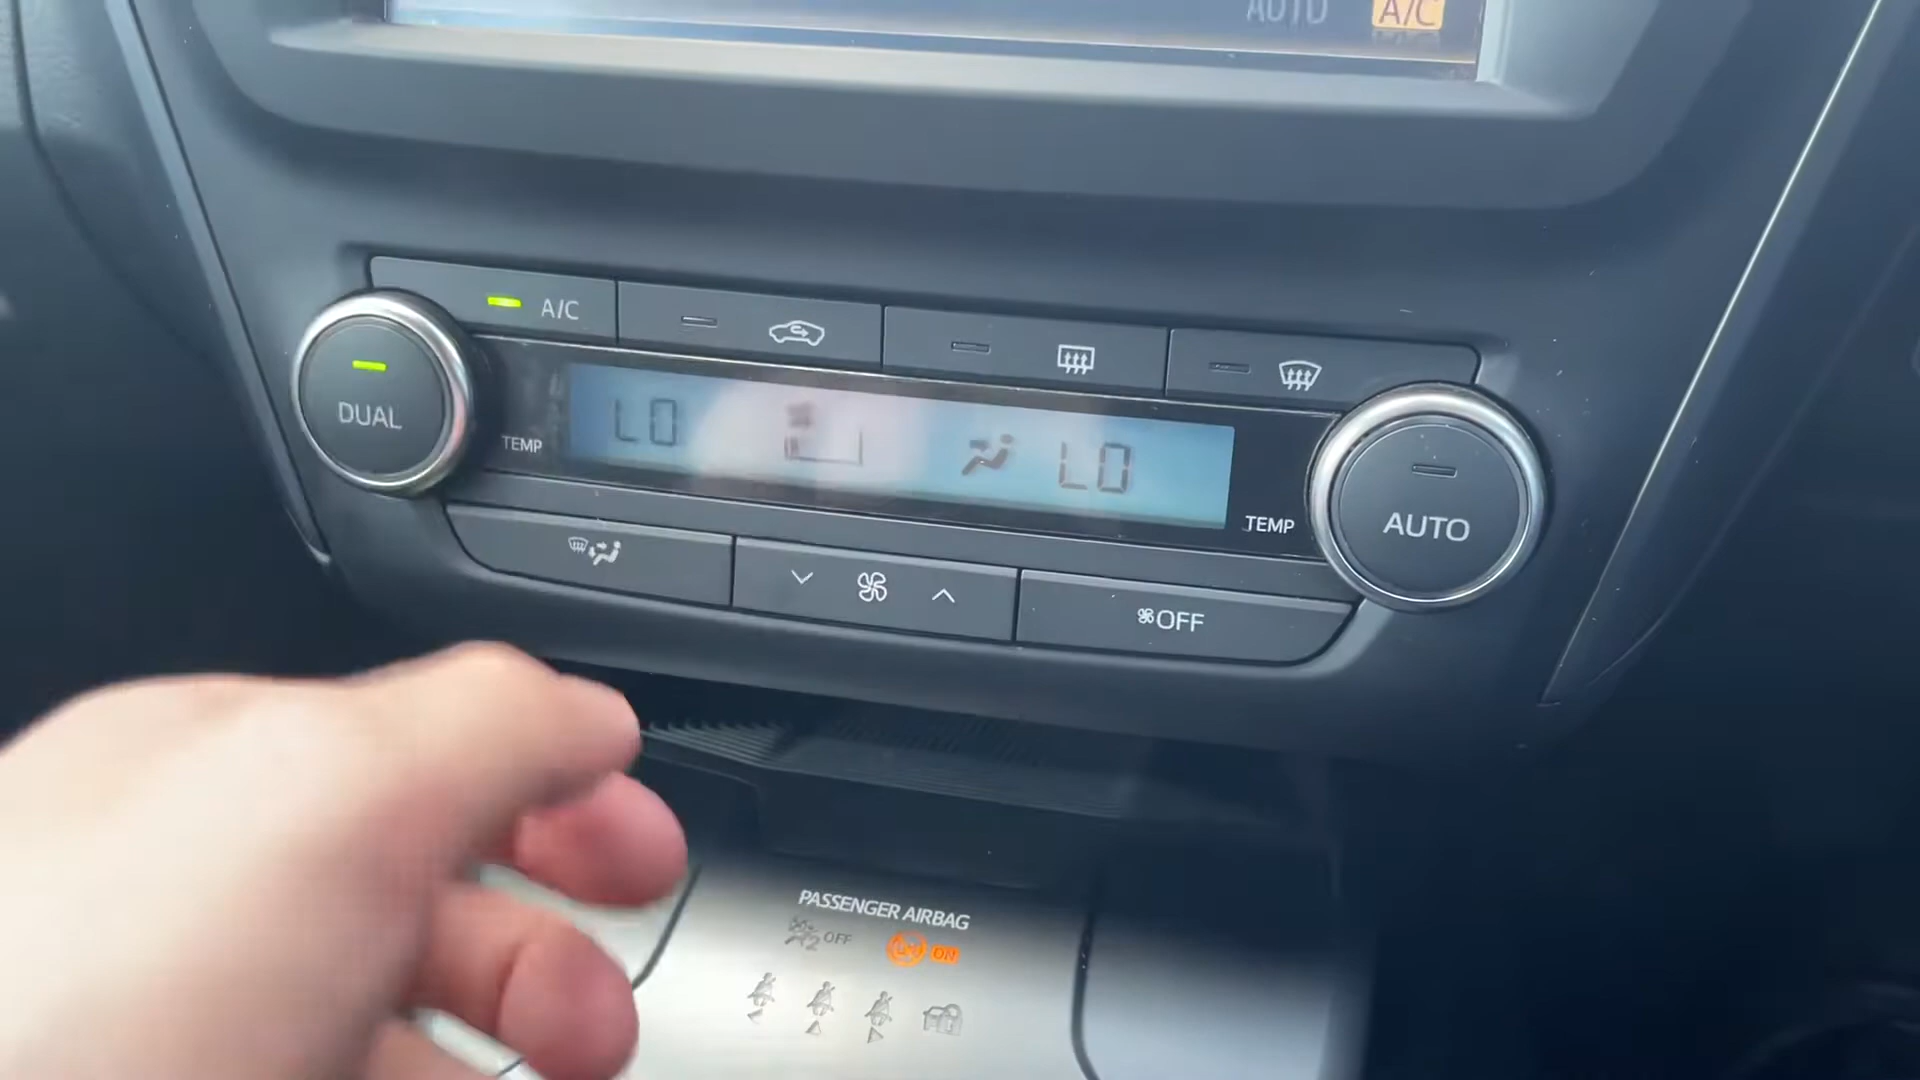 AUTO A/C
A/C
DUAL
TEMP LO LO TEMP
AUTO
OFF
PASSENGER AIRBAG
OFF ON